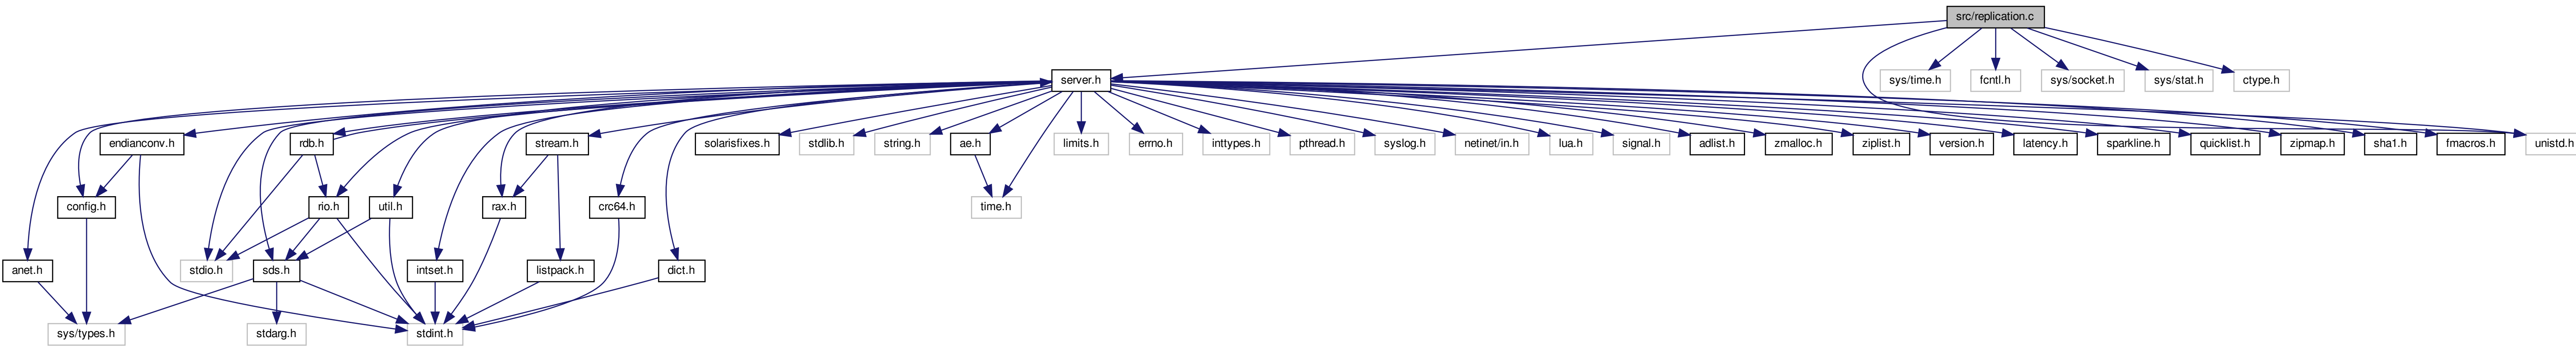 src/replication.c
server.h
sys/time.h
fcntl.h
sys/socket.h
sys/stat.h
ctype.h
endianconv.h
rdb.h
stream.h
solarisfixes.h
stdlib.h
string.h
ae.h
limits.h
errno.h
inttypes.h
pthread.h
syslog.h
netinet/in.h
lua.h
signal.h
adlist.h
zmalloc.h
ziplist.h
version.h
latency.h
sparkline.h
quicklist.h
zipmap.h
sha1.h
fmacros.h
unistd.h
config.h
rio.h
util.h
rax.h
crc64.h
time.h
anet.h
stdio.h
sds.h
intset.h
listpack.h
dict.h
sys/types.h
stdarg.h
stdint.h